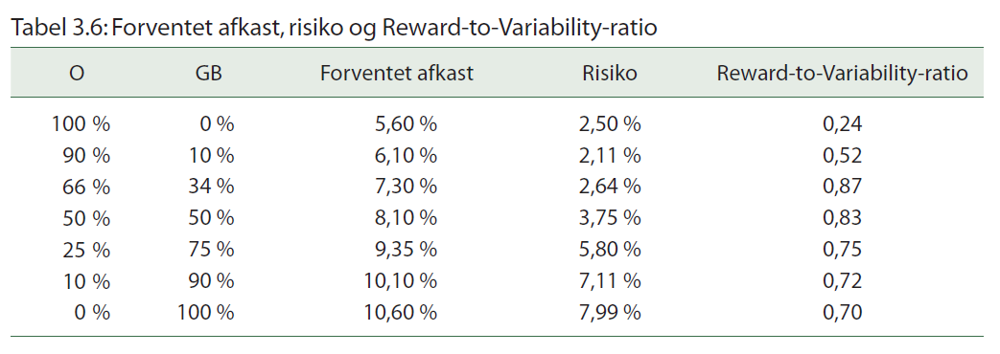 Tabel 3.6: Forventet afkast, risiko og Reward-to-Variability-ratio
O GB Forventet afkast Risiko Reward-to-Variability-ratio
100 % 0 % 5,60 % 2,50 % 0,24
90 % 10 % 6,10 % 2,11 % 0,52
66 % 34 % 7,30 % 2,64 % 0,87
50 % 50 % 8,10 % 3,75 % 0,83
25 % 75 % 9,35 % 5,80 % 0,75
10 % 90 % 10,10 % 7,11 % 0,72
0 % 100 % 10,60 % 7,99 % 0,70